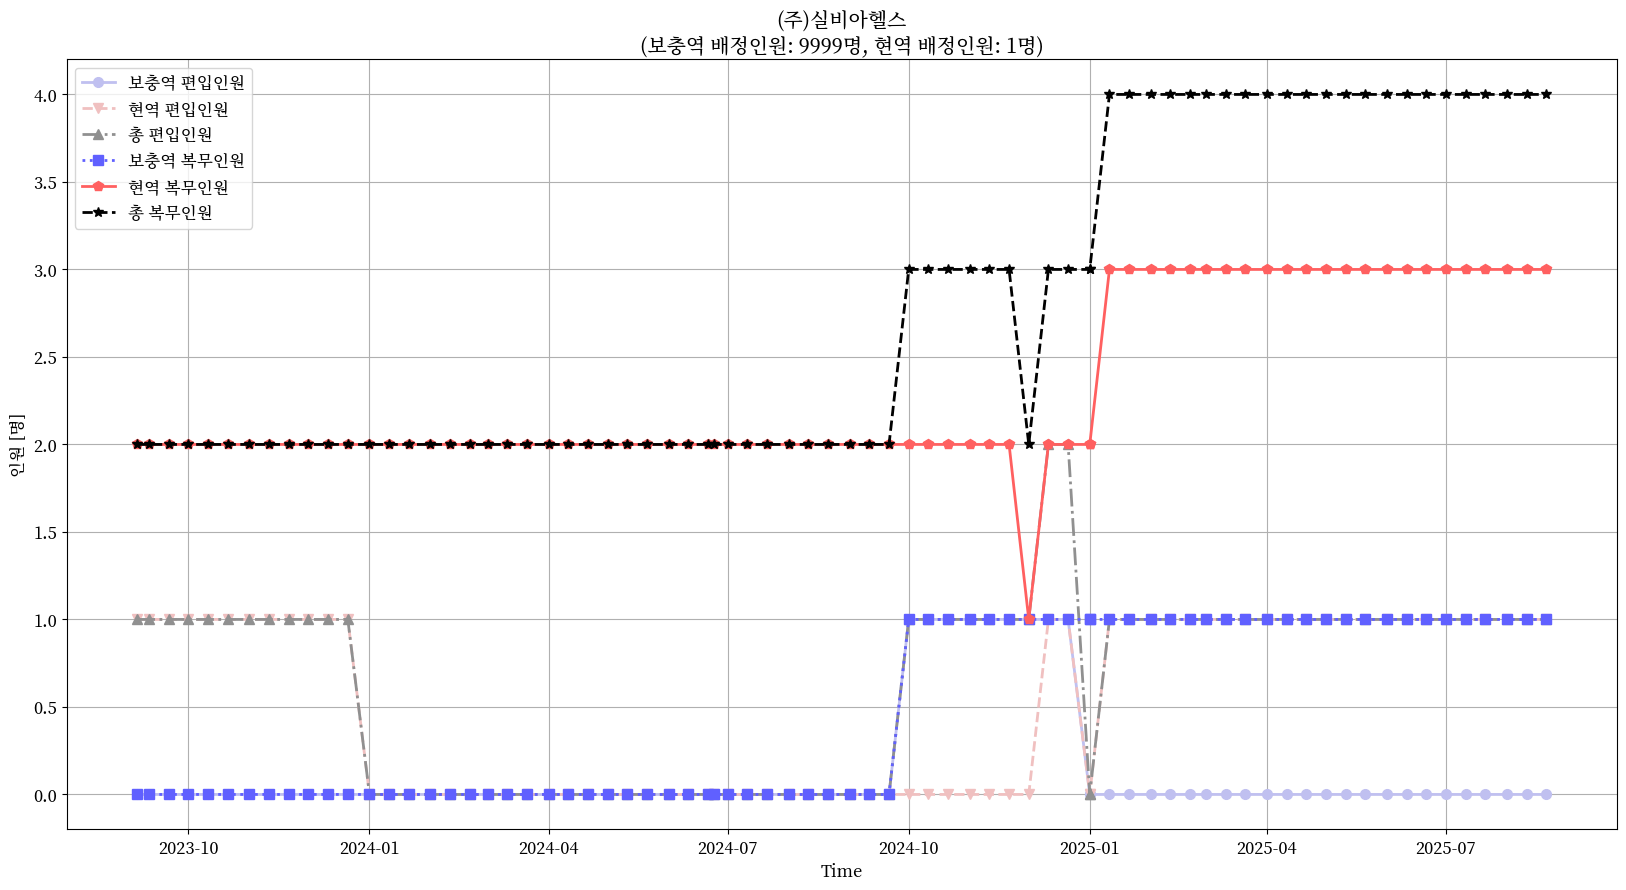 (주)실비아헬스
(보충역 배정인원: 9999명, 현역 배정인원: 1명)
보충역 편입인원
현역 편입인원
총 편입인원
보충역 복무인원
현역 복무인원
총 복무인원
4.0
3.5
3.0
2.5
2.0
1.5
1.0
0.5
0.0
인원 [명]
2023-10
2024-01
2024-04
2024-07
2024-10
2025-01
2025-04
2025-07
Time